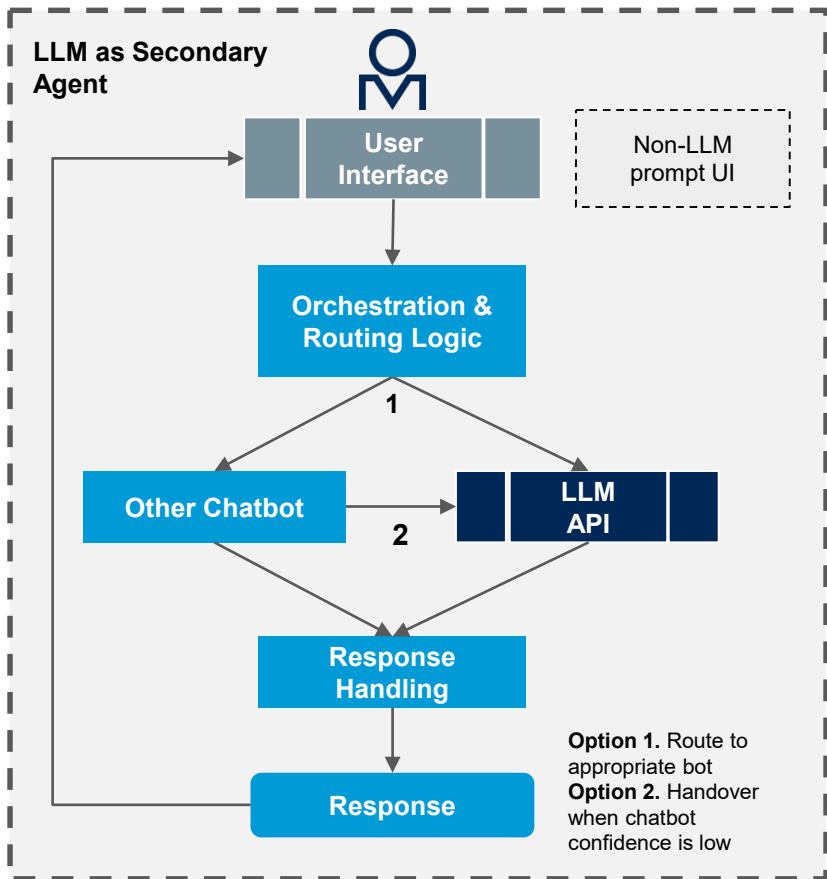 LLM as Secondary
Agent
User
Interface
Non-LLM
prompt UI
Orchestration &
Routing Logic
1
Other Chatbot
2
LLM
API
Response
Handling
Response
Option 1. Route to
appropriate bot
Option 2. Handover
when chatbot
confidence is low